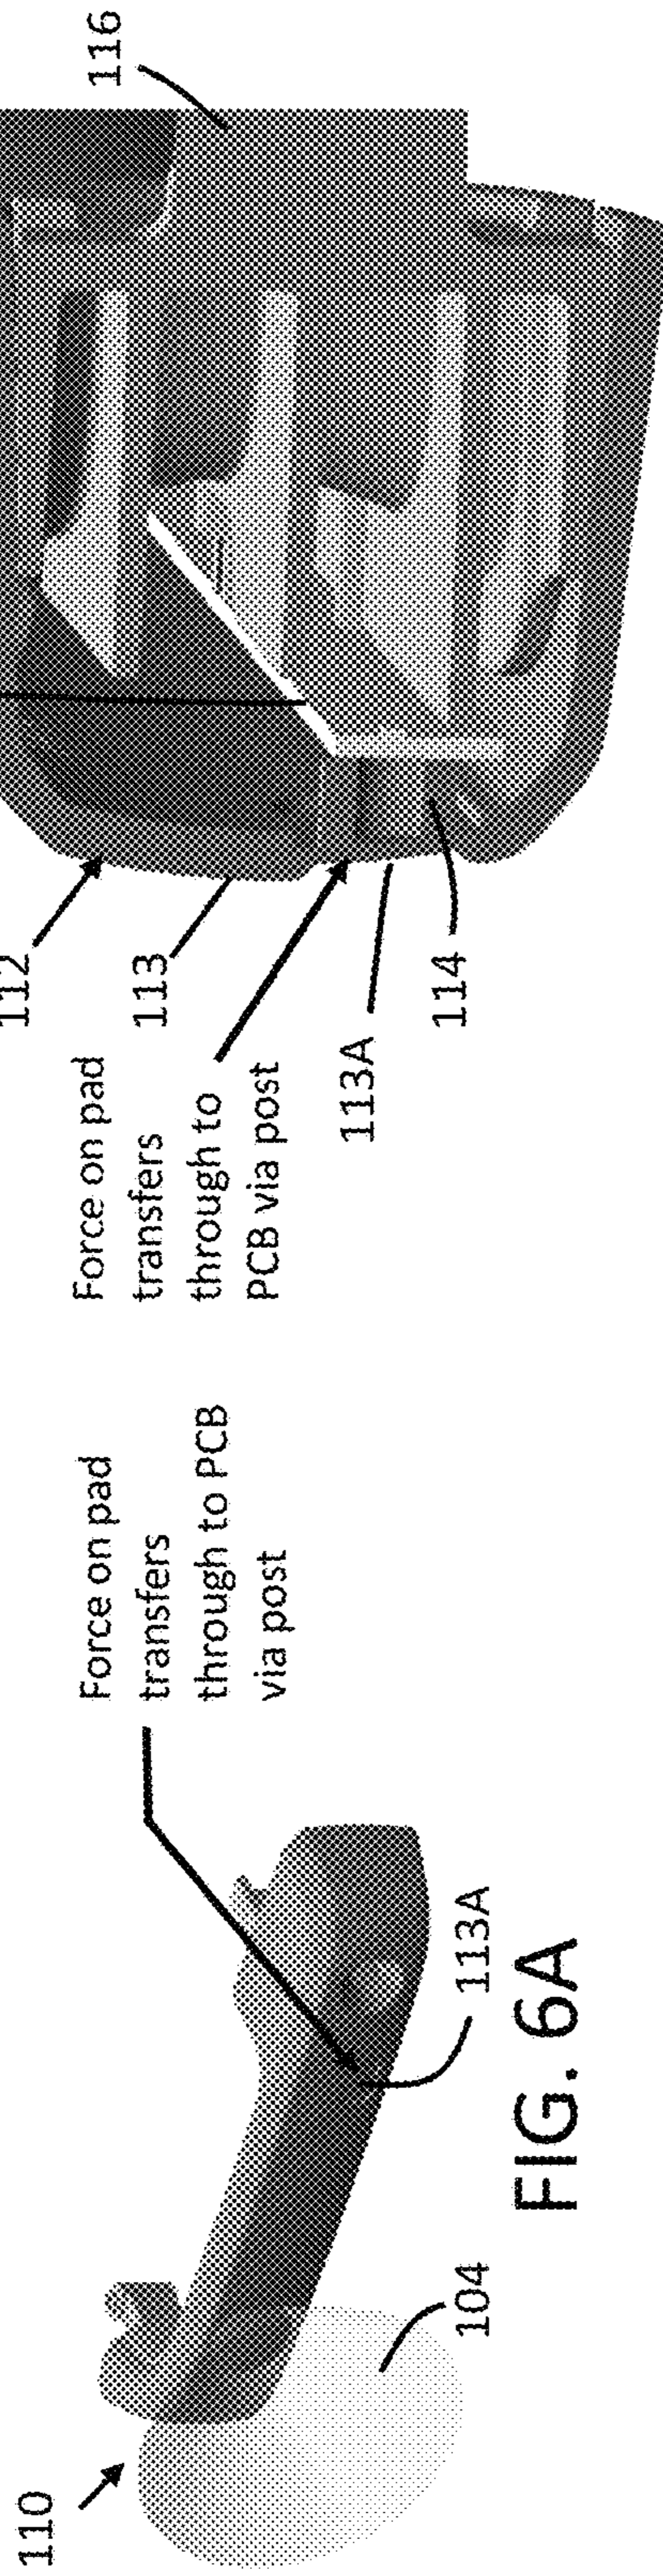 110
104
Force on pad
transfers
through to PCB
via post
113A
FIG. 6A
112
113
Force on pad
transfers
through to
PCB via post
113A
114
116